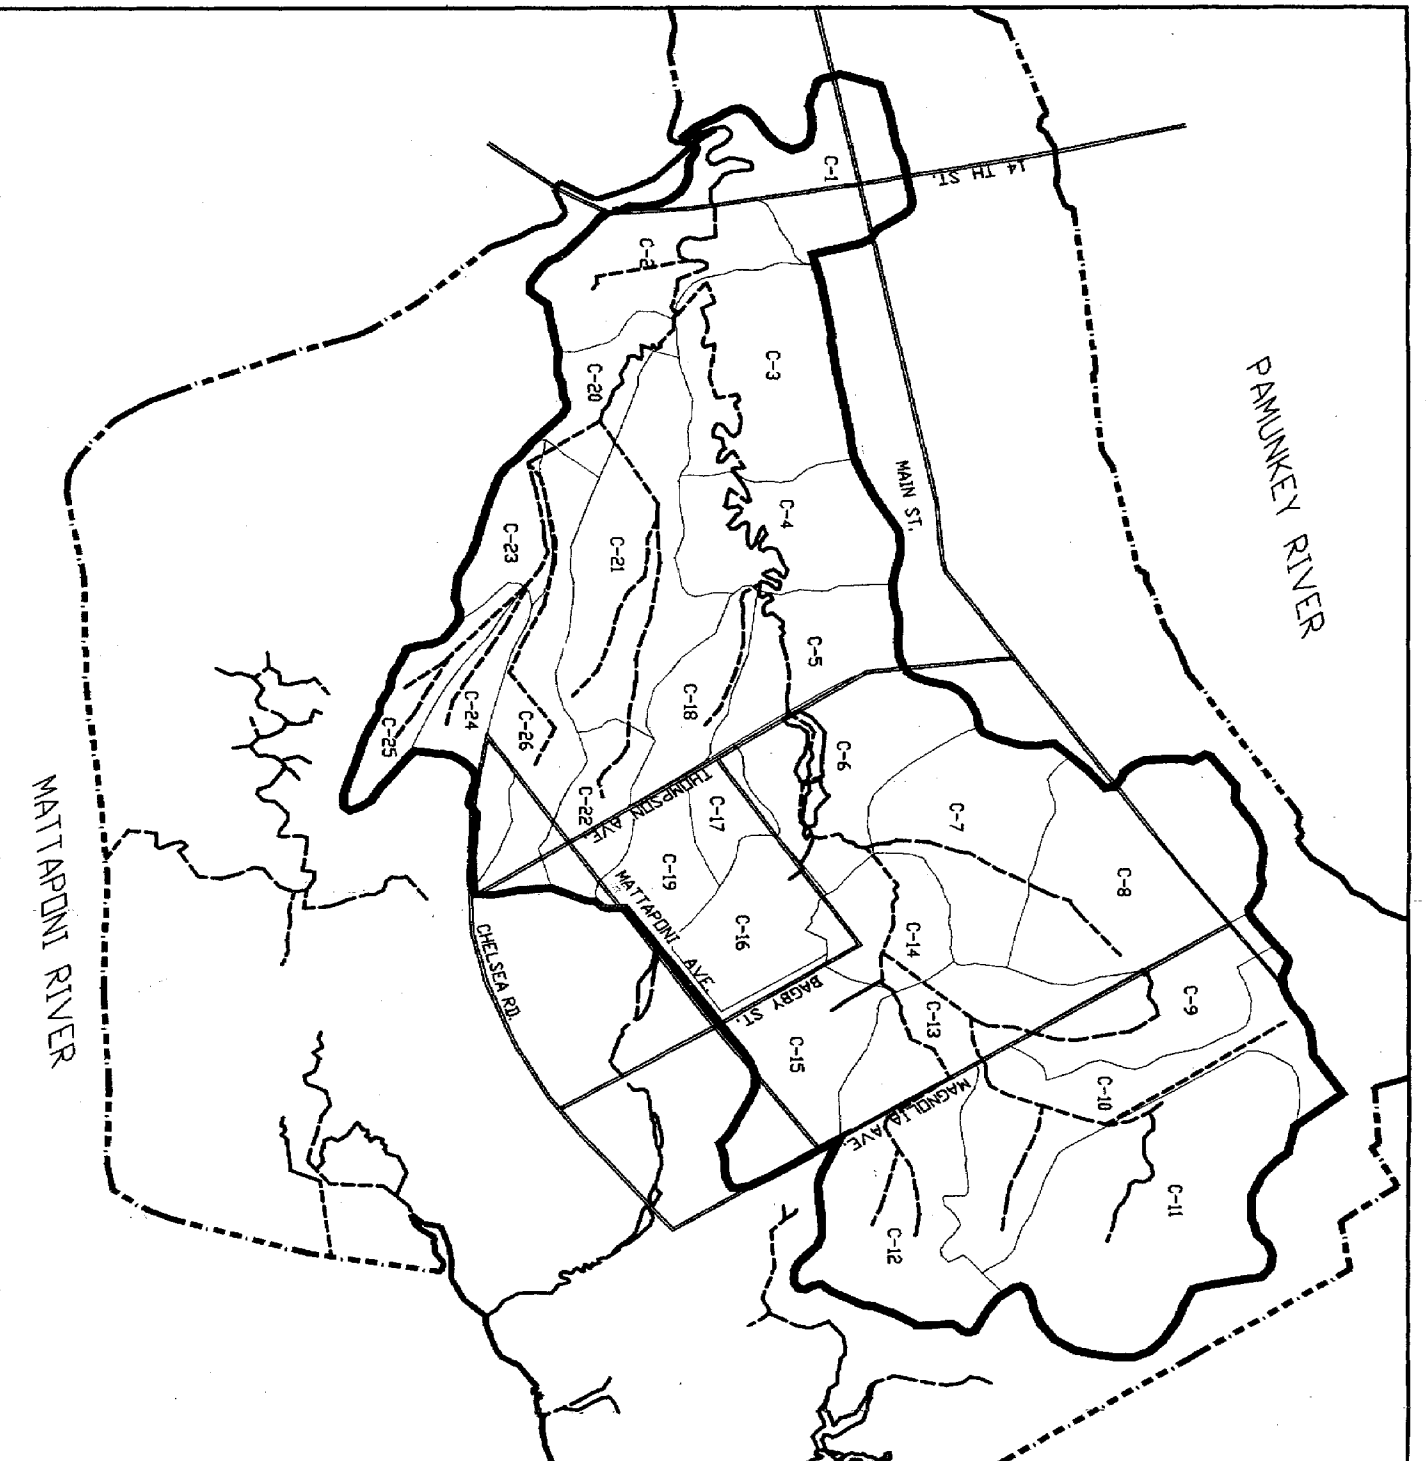 C-1
14 TH ST.
C-2
C-3
C-20
PAMUNKEY RIVER
MAIN ST.
C-4
C-23
C-21
C-5
C-18
C-24
C-25
C-26
C-6
C-22
THOMPSON AVE.
C-17
C-7
C-19
C-8
MATTAPONI AVE.
C-16
C-14
MATTAPONI RIVER
CHELSEA RD.
BAGBY ST.
C-13
C-9
C-15
C-10
MAGNOLIA AVE.
C-11
C-12